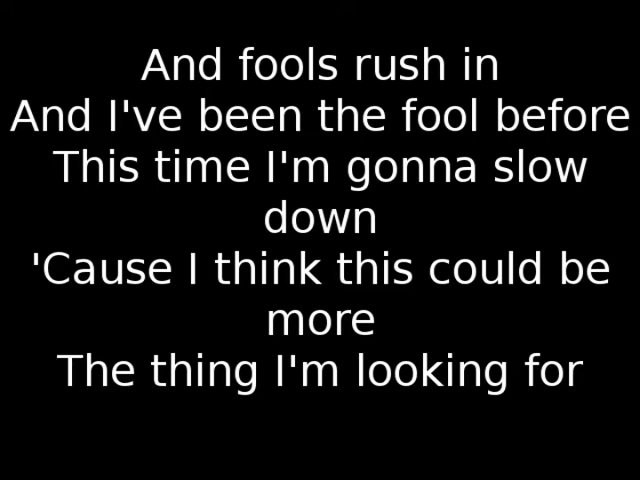 And fools rush in
And I've been the fool before
This time I'm gonna slow
down
'Cause I think this could be
more
The thing I'm looking for